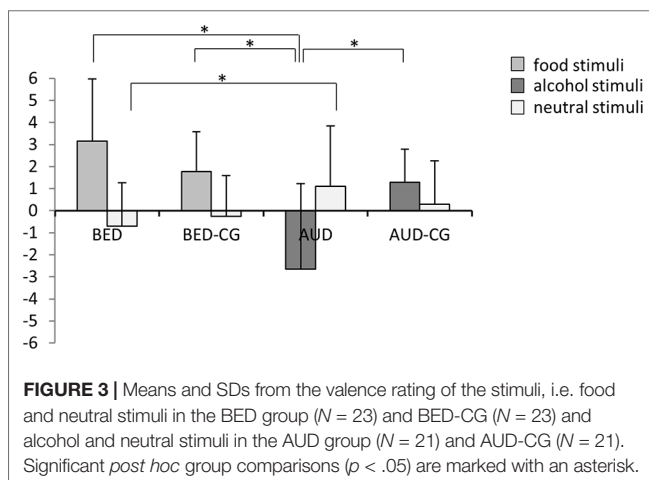 *
*
*
*
food stimuli
alcohol stimuli
neutral stimuli
6
5
4
3
2
1
0
-1
-2
-3
-4
-5
-6
BED
BED-CG
AUD
AUD-CG
FIGURE 3 | Means and SDs from the valence rating of the stimuli, i.e. food
and neutral stimuli in the BED group (N = 23) and BED-CG (N = 23) and
alcohol and neutral stimuli in the AUD group (N = 21) and AUD-CG (N = 21).
Significant post hoc group comparisons (p < .05) are marked with an asterisk.